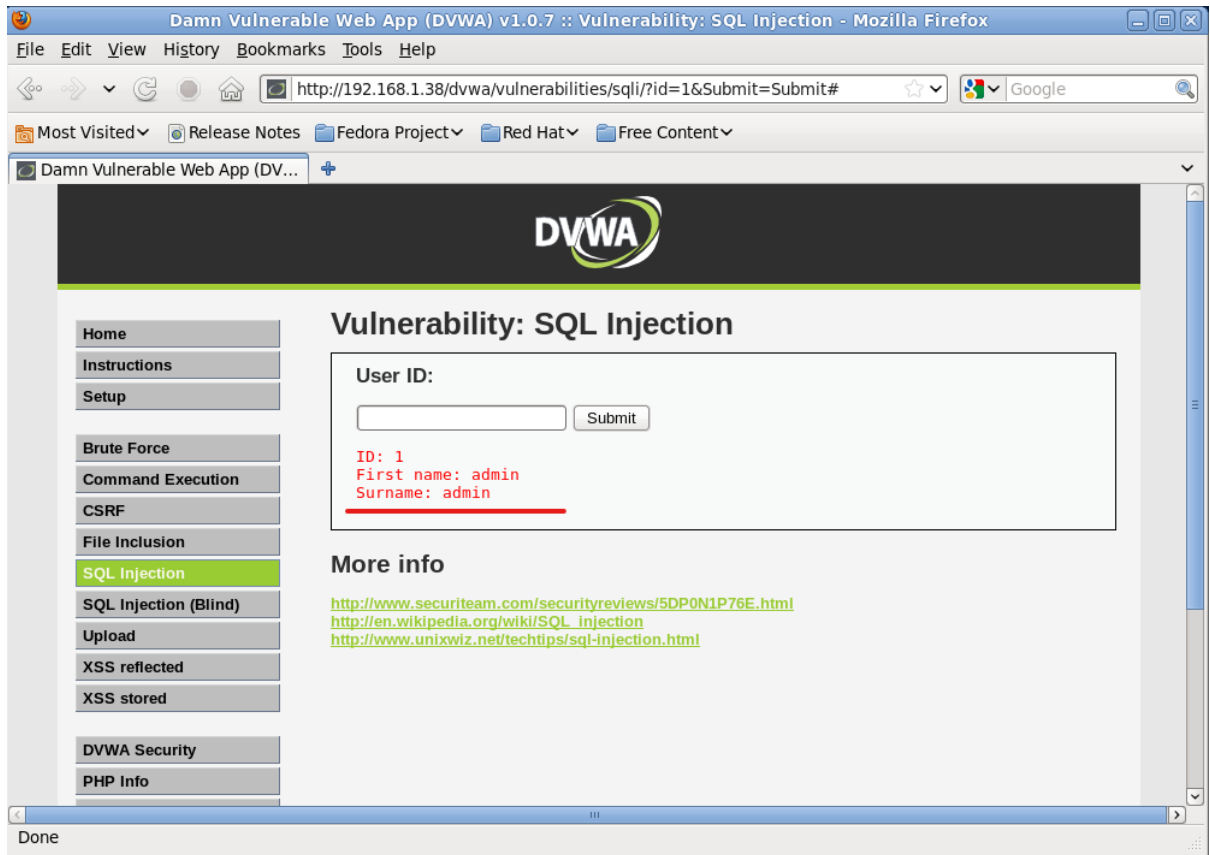 Damn Vulnerable Web App (DVWA) v1.0.7 :: Vulnerability: SQL Injection - Mozilla Firefox
File Edit View History Bookmarks Tools Help
http://192.168.1.38/dvwa/vulnerabilities/sqli/?id=1&Submit=Submit# Google
Most Visited Release Notes Fedora Project Red Hat Free Content
Damn Vulnerable Web App (DV...
DVWA
Home
Instructions
Setup
Brute Force
Command Execution
CSRF
File Inclusion
SQL Injection
SQL Injection (Blind)
Upload
XSS reflected
XSS stored
DVWA Security
PHP Info
Vulnerability: SQL Injection
User ID:
Submit
ID: 1
First name: admin
Surname: admin
More info
http://www.securiteam.com/securityreviews/5DP0N1P76E.html
http://en.wikipedia.org/wiki/SQL_injection
http://www.unixwiz.net/techtips/sql-injection.html
Done